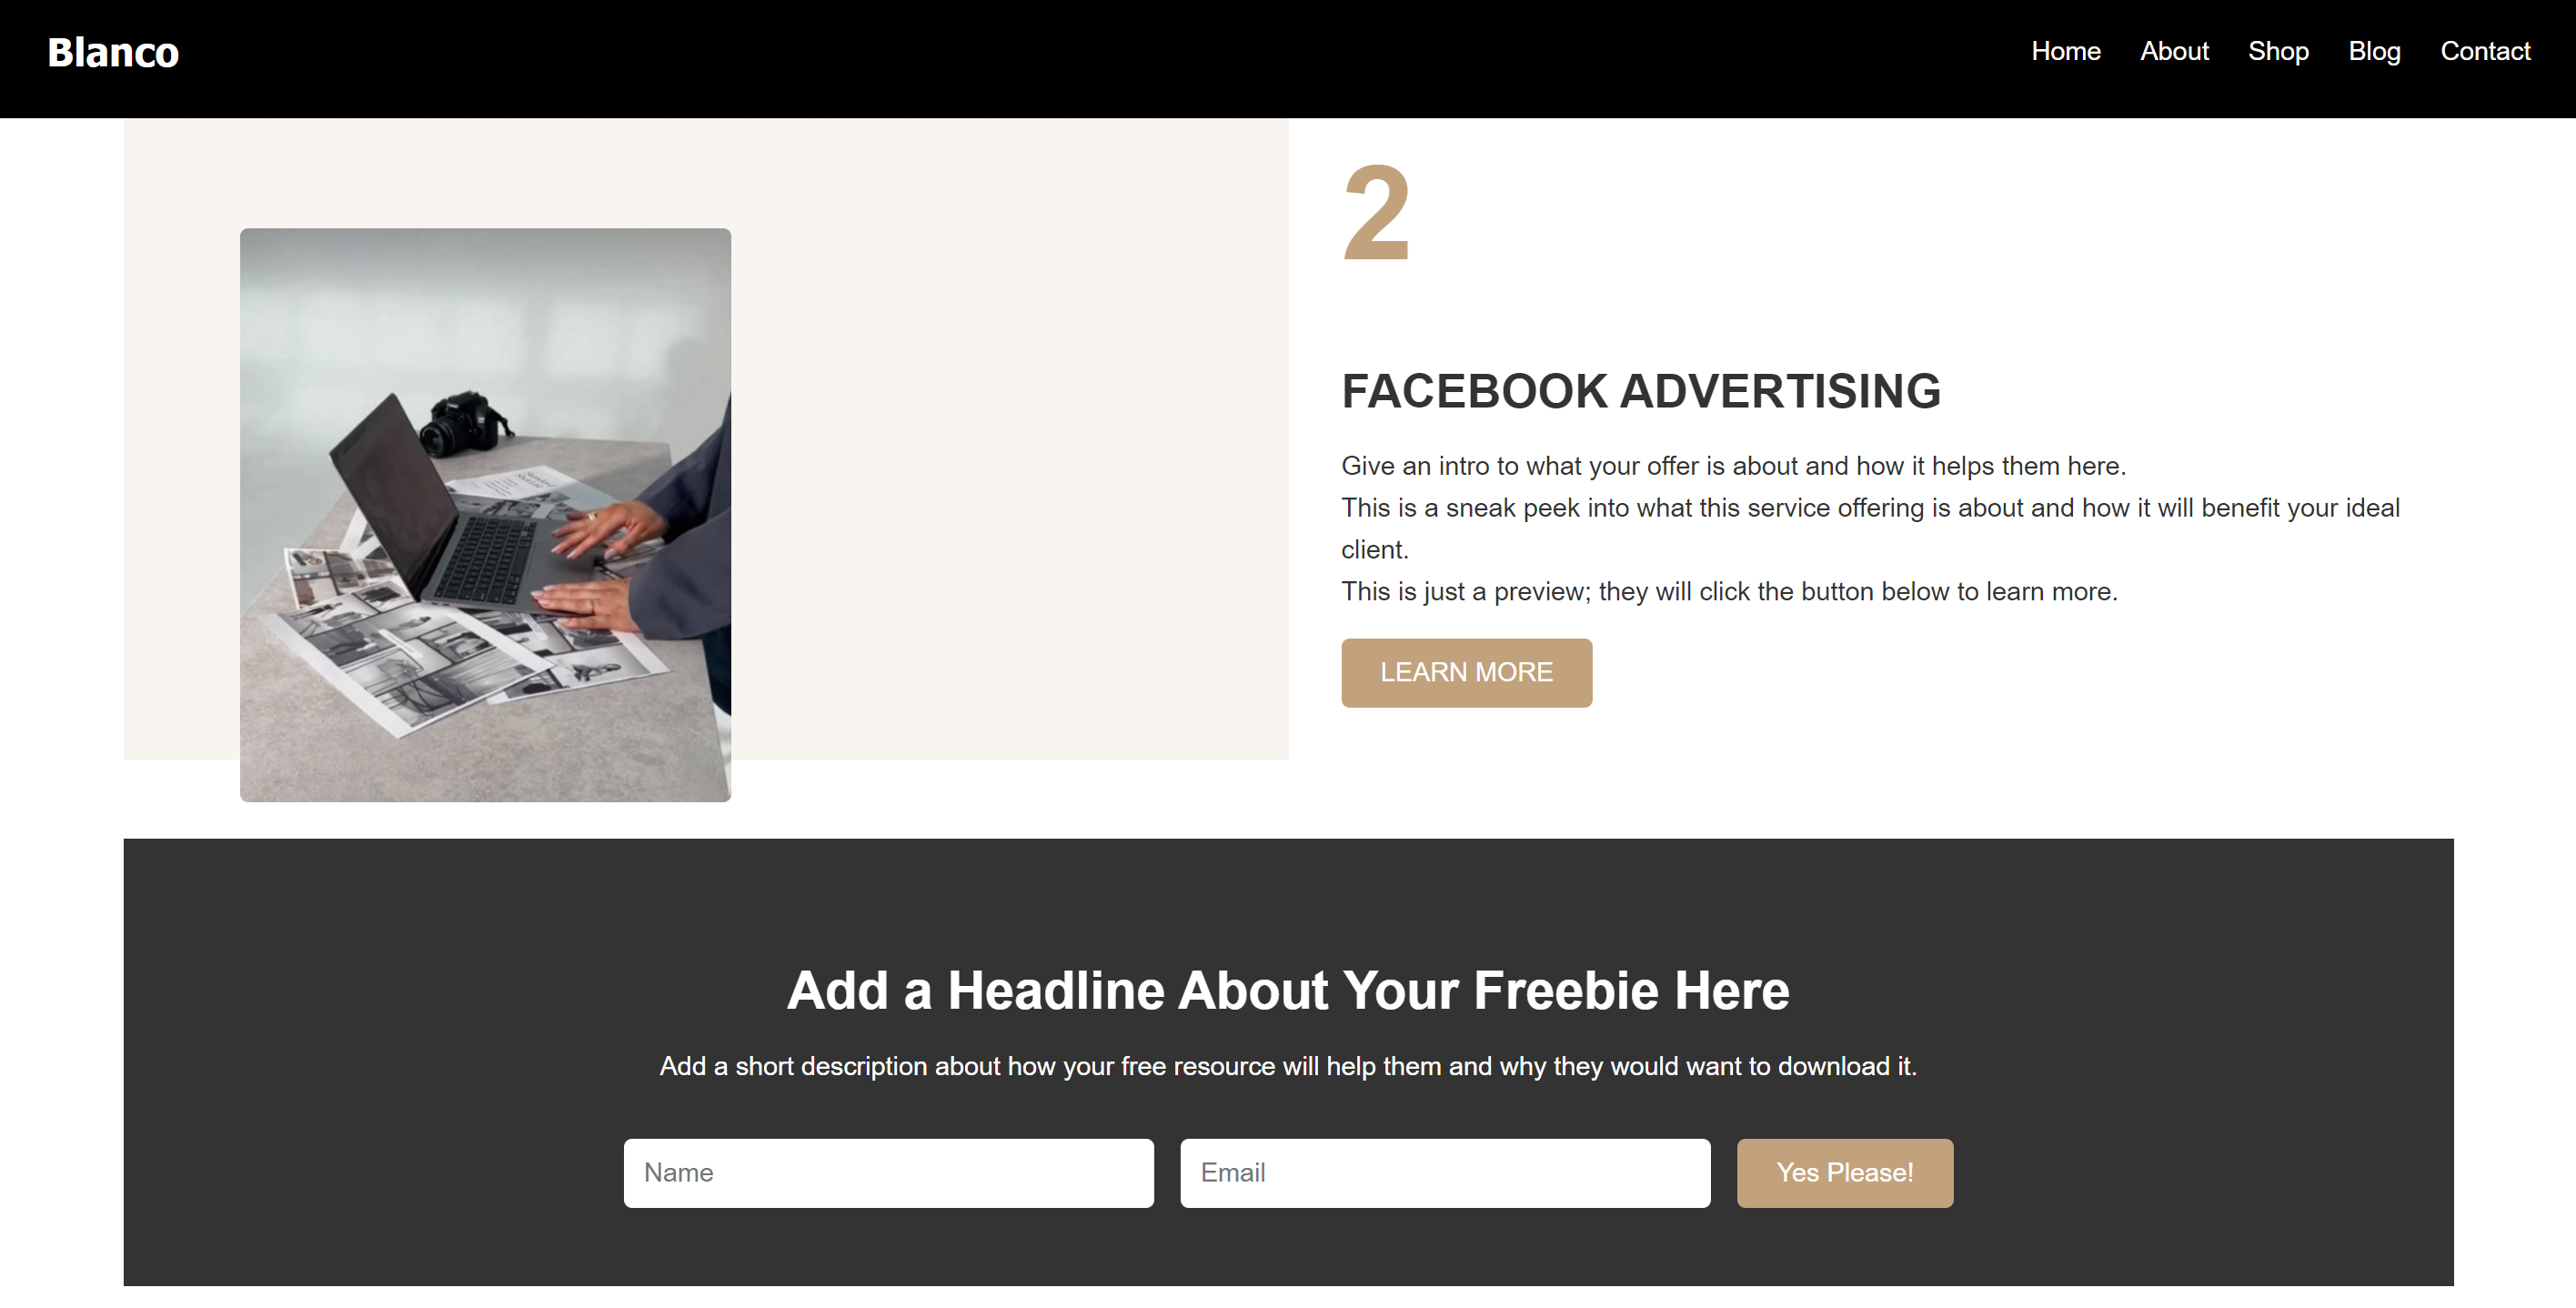 Blanco
Home About Shop Blog Contact
2
FACEBOOK ADVERTISING
Give an intro to what your offer is about and how it helps them here.
This is a sneak peek into what this service offering is about and how it will benefit your ideal
client.
This is just a preview; they will click the button below to learn more.
LEARN MORE
Add a Headline About Your Freebie Here
Add a short description about how your free resource will help them and why they would want to download it.
Name
Email
Yes Please!